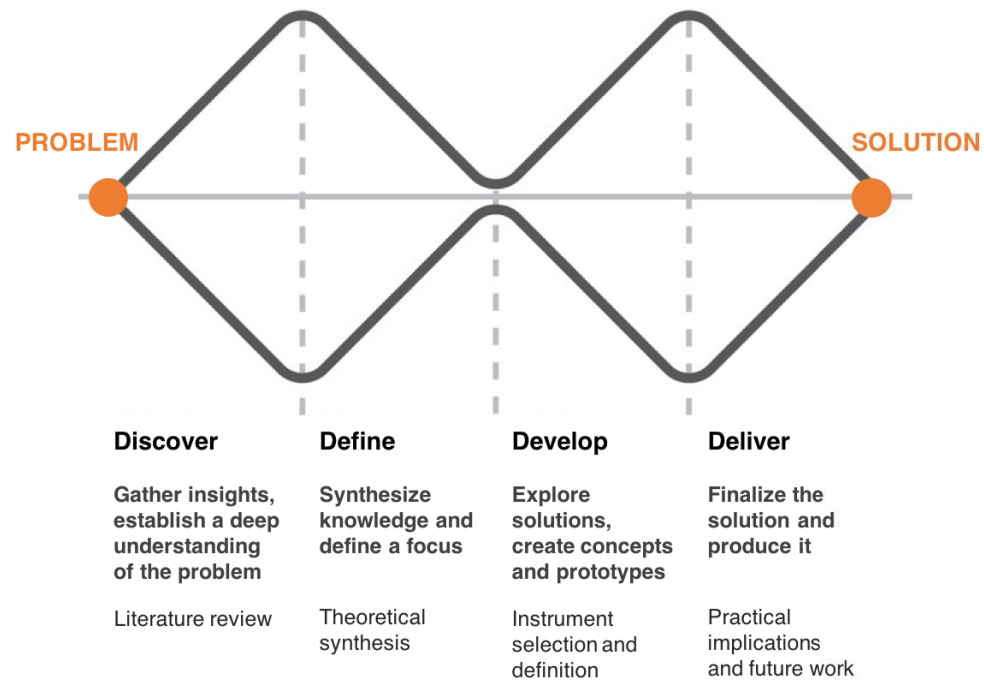 PROBLEM
SOLUTION
Discover
Gather insights,
establish a deep
understanding
of the problem
Literature review
Define
Synthesize
knowledge and
define a focus
Theoretical
synthesis
Develop
Explore
solutions,
create concepts
and prototypes
Instrument
selection and
definition
Deliver
Finalize the
solution and
produce it
Practical
implications
and future work